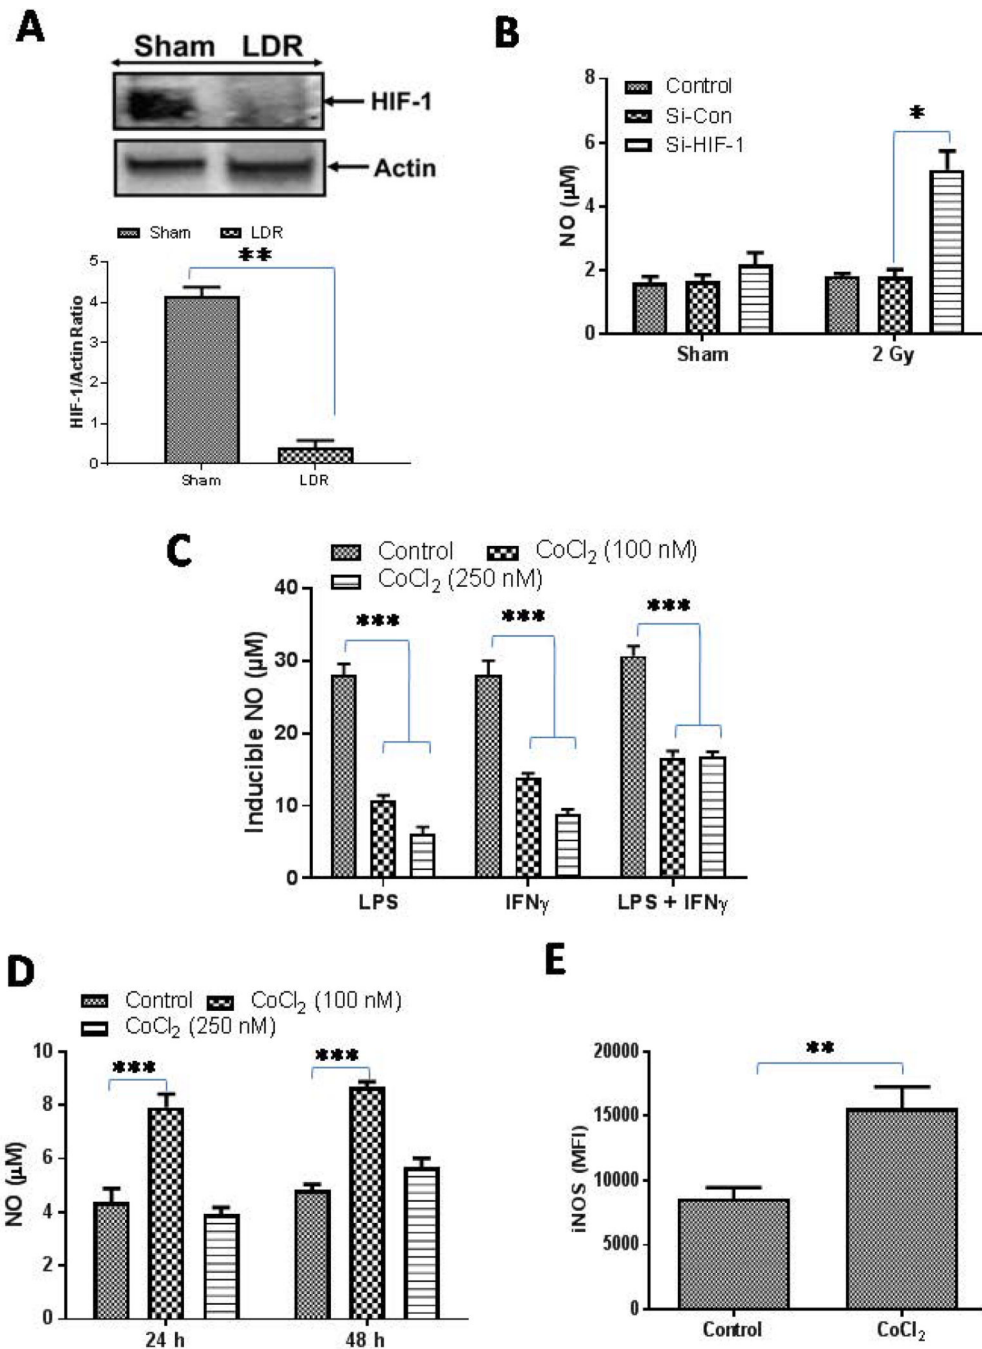 A
Sham LDR
HIF-1
Actin
Sham LDR
**
5
4
3
2
1
0
HIF-1/Actin Ratio
Sham LDR
B
Control
Si-Con
Si-HIF-1
*
8
6
4
2
0
NO (µM)
Sham 2 Gy
C
Control CoCl₂ (100 nM)
CoCl₂ (250 nM)
*** *** ***
40
30
20
10
0
Inducible NO (µM)
LPS IFNγ LPS + IFNγ
D
Control CoCl₂ (100 nM)
CoCl₂ (250 nM)
*** ***
10
8
6
4
2
0
NO (µM)
24 h 48 h
E
**
20000
15000
10000
5000
0
iNOS (MFI)
Control CoCl₂